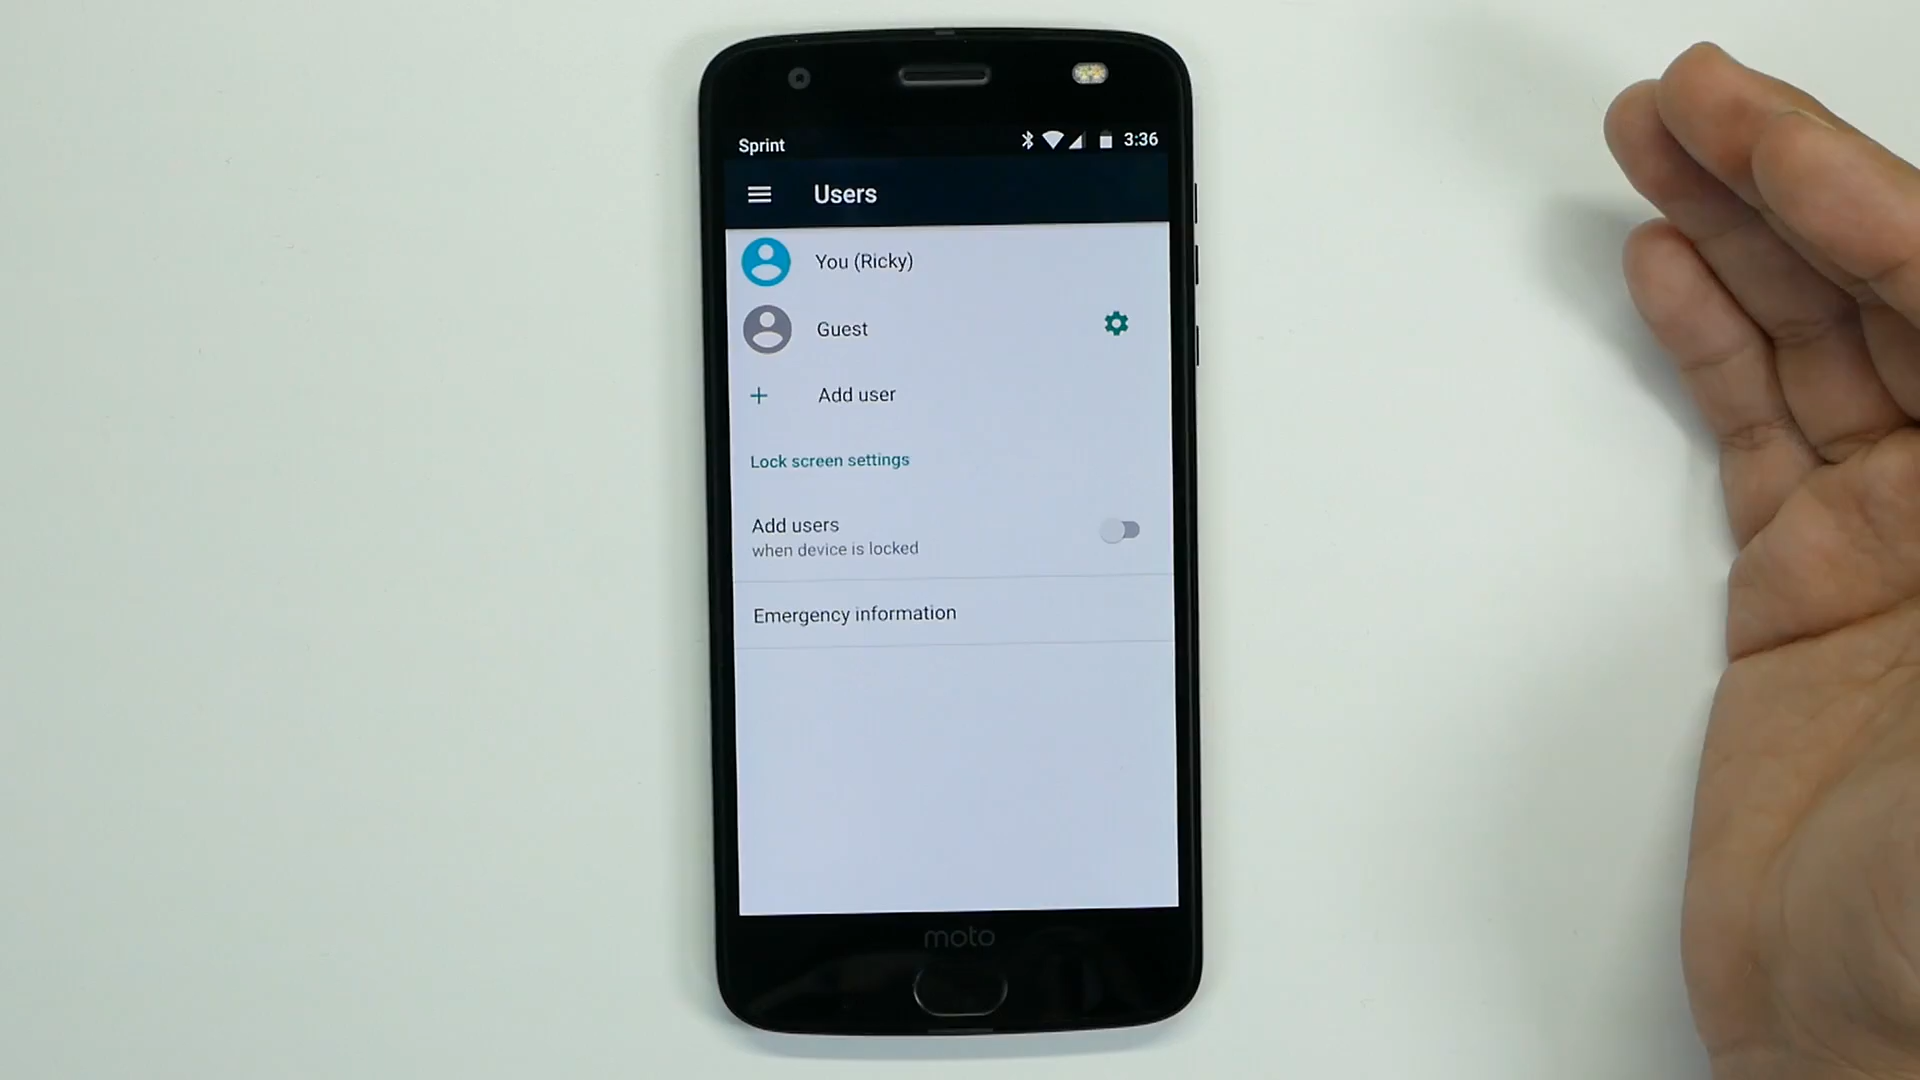 Sprint
3:36
Users
You (Ricky)
Guest
Add user
Lock screen settings
Add users
when device is locked
Emergency information
moto